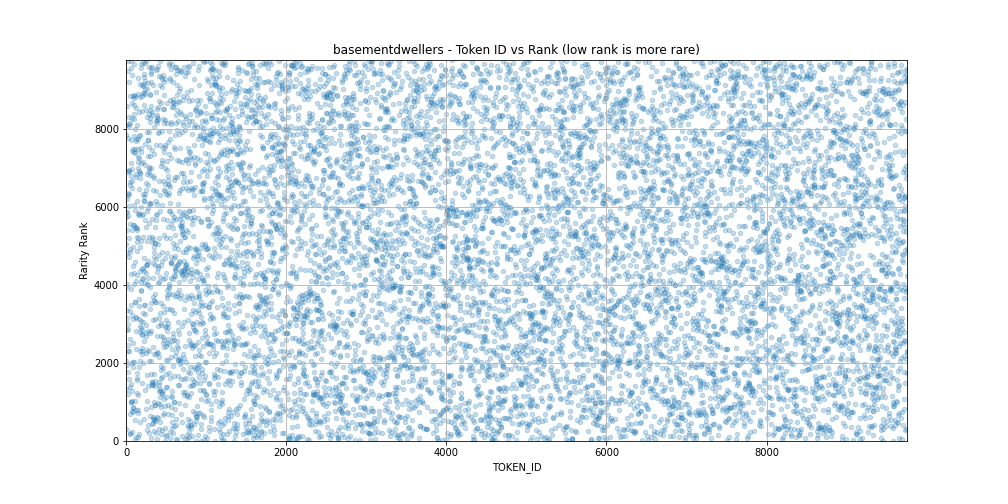 basementdwellers - Token ID vs Rank (low rank is more rare)
Rarity Rank
8000
6000
4000
2000
0
0 2000 4000 6000 8000
TOKEN_ID